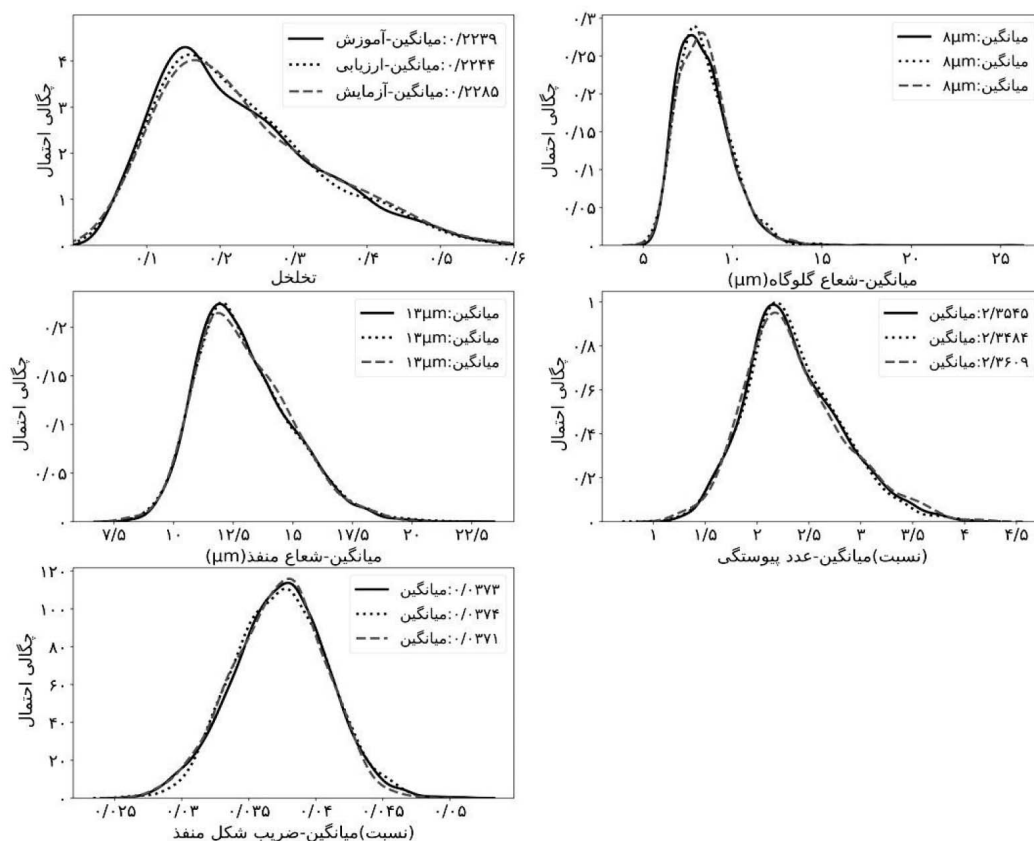 چگالی احتمال
۴
۳
۲
۱
۰
میانگین-آموزش:۰/۲۲۳۹
میانگین-ارزیابی:۰/۲۲۴۴
میانگین-آزمایش:۰/۲۲۸۵
۰/۱ ۰/۲ ۰/۳ ۰/۴ ۰/۵ ۰/۶
تخلخل
چگالی احتمال
۰/۳
۰/۲۵
۰/۲
۰/۱۵
۰/۱
۰/۰۵
۰
میانگین:۸μm
میانگین:۸μm
میانگین:۸μm
۵ ۱۰ ۱۵ ۲۰ ۲۵
میانگین-شعاع گلوگاه(μm)
چگالی احتمال
۰/۲
۰/۱۵
۰/۱
۰/۰۵
۰
میانگین:۱۳μm
میانگین:۱۳μm
میانگین:۱۳μm
۷/۵ ۱۰ ۱۲/۵ ۱۵ ۱۷/۵ ۲۰ ۲۲/۵
میانگین-شعاع منفذ(μm)
چگالی احتمال
۱
۰/۸
۰/۶
۰/۴
۰/۲
۰
میانگین:۲/۳۵۴۵
میانگین:۲/۳۴۸۴
میانگین:۲/۳۶۰۹
۱ ۱/۵ ۲ ۲/۵ ۳ ۳/۵ ۴ ۴/۵
(نسبت)میانگین-عدد پیوستگی
چگالی احتمال
۱۲۰
۱۰۰
۸۰
۶۰
۴۰
۲۰
۰
میانگین:۰/۰۳۷۳
میانگین:۰/۰۳۷۴
میانگین:۰/۰۳۷۱
۰/۰۲۵ ۰/۰۳ ۰/۰۳۵ ۰/۰۴ ۰/۰۴۵ ۰/۰۵
(نسبت)میانگین-ضریب شکل منفذ